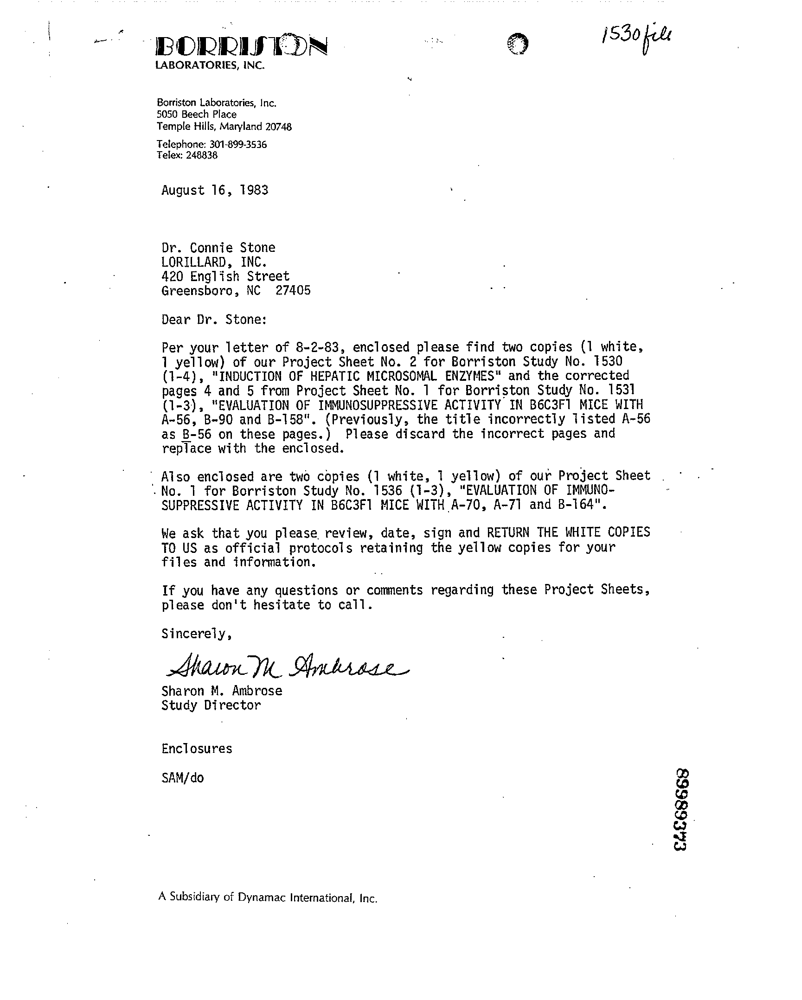 1530 file
BORRISTON
LABORATORIES, INC.
Borriston Laboratories, Inc.
5050 Beech Place
Temple Hills, Maryland 20748
Telephone: 301-899-3536
Telex: 248838
August 16, 1983
Dr. Connie Stone
LORILLARD, INC.
420 English Street
Greensboro, NC 27405
Dear Dr. Stone:
Per your letter of 8-2-83, enclosed please find two copies (1 white,
1 yellow) of our Project Sheet No. 2 for Borriston Study No. 1530
(1-4), "INDUCTION OF HEPATIC MICROSOMAL ENZYMES" and the corrected
pages 4 and 5 from Project Sheet No. 1 for Borriston Study No. 1531
(1-3), "EVALUATION OF IMMUNOSUPPRESSIVE ACTIVITY IN B6C3F1 MICE WITH
A-56, B-90 and B-158". (Previously, the title incorrectly listed A-56
as B-56 on these pages.) Please discard the incorrect pages and
replace with the enclosed.
Also enclosed are two copies (1 white, 1 yellow) of our Project Sheet
No. 1 for Borriston Study No. 1536 (1-3), "EVALUATION OF IMMUNO-
SUPPRESSIVE ACTIVITY IN B6C3F1 MICE WITH A-70, A-71 and B-164".
We ask that you please review, date, sign and RETURN THE WHITE COPIES
TO US as official protocols retaining the yellow copies for your
files and information.
If you have any questions or comments regarding these Project Sheets,
please don't hesitate to call.
Sincerely,
Sharon M Ambrose
Sharon M. Ambrose
Study Director
Enclosures
SAM/do
89989373
A Subsidiary of Dynamac International, Inc.